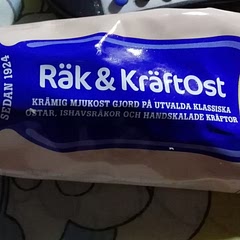 SEDAN 1924
Räk & KräftOst
KRÄMIG MJUKOST GJORD PÅ UTVALDA KLASSISKA
OSTAR, ISHAVSRÄKOR OCH HANDSKALADE KRÄFTOR